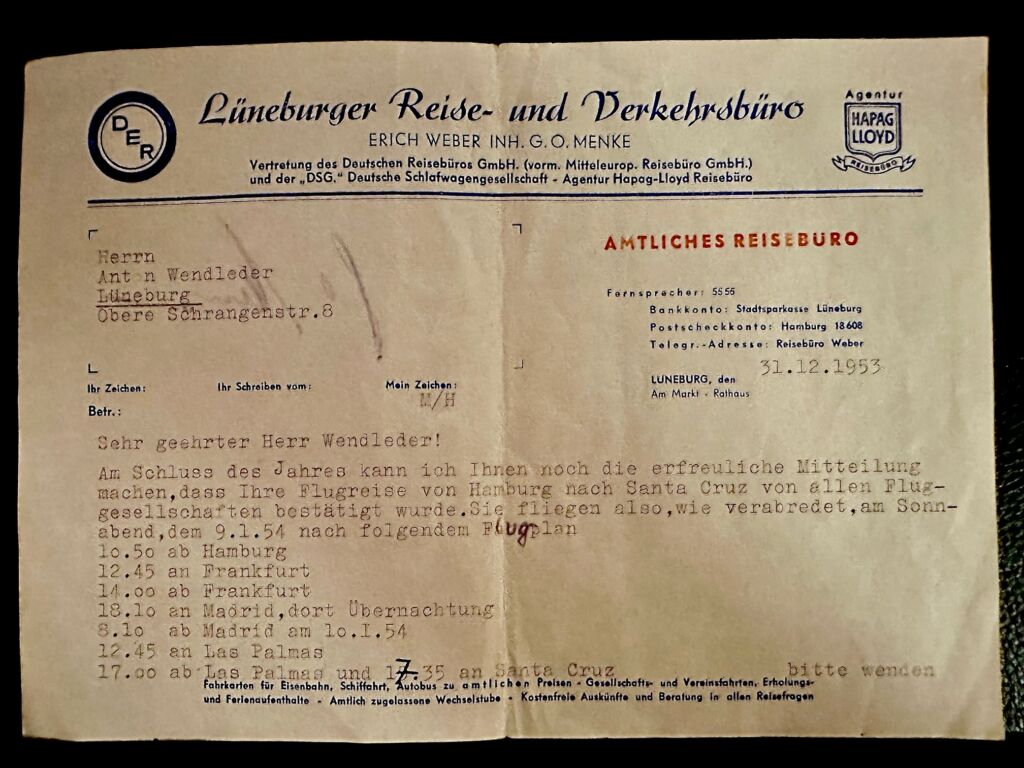 DER
Lüneburger Reise- und Verkehrsbüro
ERICH WEBER INH. G. O. MENKE
Vertretung des Deutschen Reisebüros GmbH. (vorm. Mitteleurop. Reisebüro GmbH.)
und der „DSG.“ Deutsche Schlafwagengesellschaft - Agentur Hapag-Lloyd Reisebüro
Agentur
HAPAG
LLOYD
REISEBÜRO
AMTLICHES REISEBÜRO
Herrn
Ant n Wendleder
Lüneburg
Obere Schrangenstr.8
Fernsprecher: 5555
Bankkonto: Stadtsparkasse Lüneburg
Postscheckkonto: Hamburg 18608
Telegr.-Adresse: Reisebüro Weber
31.12.1953
LÜNEBURG, den
Am Markt - Rathaus
Ihr Zeichen: Ihr Schreiben vom: Mein Zeichen:
M/H
Betr.:
Sehr geehrter Herr Wendleder!
Am Schluss des Jahres kann ich Ihnen noch die erfreuliche Mitteilung
machen,dass Ihre Flugreise von Hamburg nach Santa Cruz von allen Flug-
gesellschaften bestätigt wurde.Sie fliegen also,wie verabredet,am Sonn-
abend,dem 9.1.54 nach folgendem Flugplan
1o.5o ab Hamburg
12.45 an Frankfurt
14.oo ab Frankfurt
18.1o an Madrid,dort Übernachtung
8.1o ab Madrid am 1o.I.54
12.45 an Las Palmas
17.oo ab Las Palmas und 17.35 an Santa Cruz bitte wenden
Fahrkarten für Eisenbahn, Schiffahrt, Autobus zu amtlichen Preisen - Gesellschafts- und Vereinsfahrten, Erholungs-
und Ferienaufenthalte - Amtlich zugelassene Wechselstube - Kostenfreie Auskünfte und Beratung in allen Reisefragen